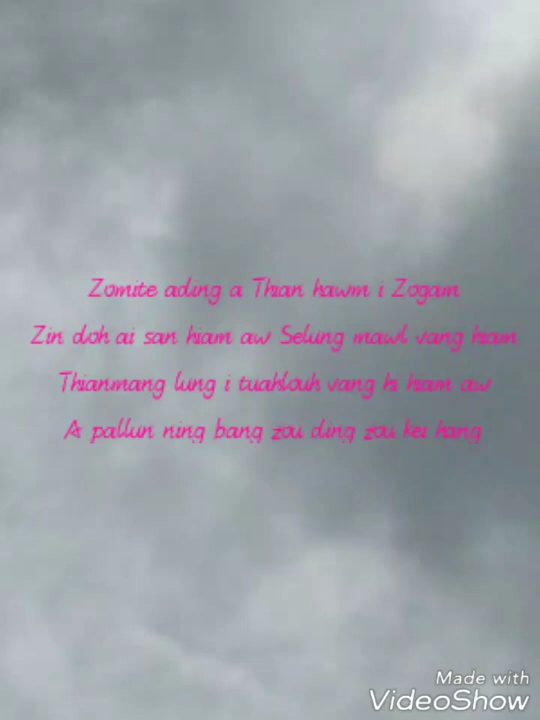 Zomite ading a Thian hawm i Zogam
Zin doh ai san hiam aw Selung mawl vang hiam
Thianmang lung i tuahlouh vang hi hiam aw
A pallun ning bang zou ding zou kei hang
Made with
VideoShow